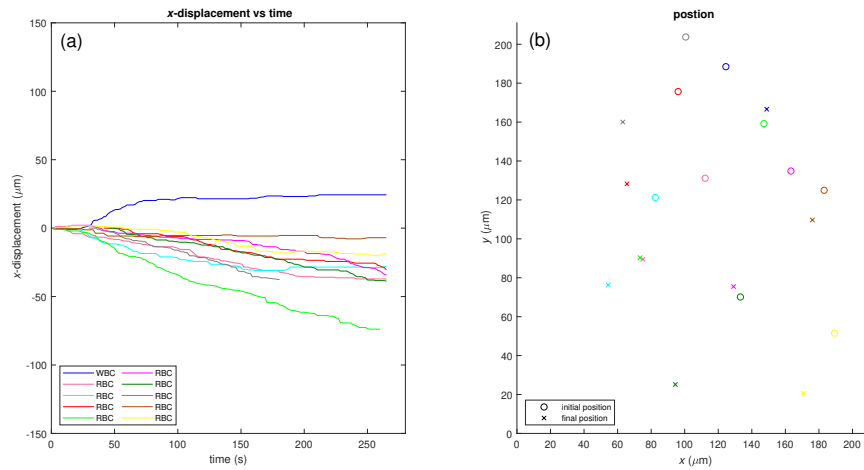 x-displacement vs time
(a)
150
100
50
0
-50
-100
-150
x-displacement (μm)
0 50 100 150 200 250
time (s)
WBC RBC
RBC RBC
RBC RBC
RBC RBC
RBC RBC
postion
(b)
200
180
160
140
120
100
80
60
40
20
0
y (μm)
0 20 40 60 80 100 120 140 160 180 200
x (μm)
initial position
final position